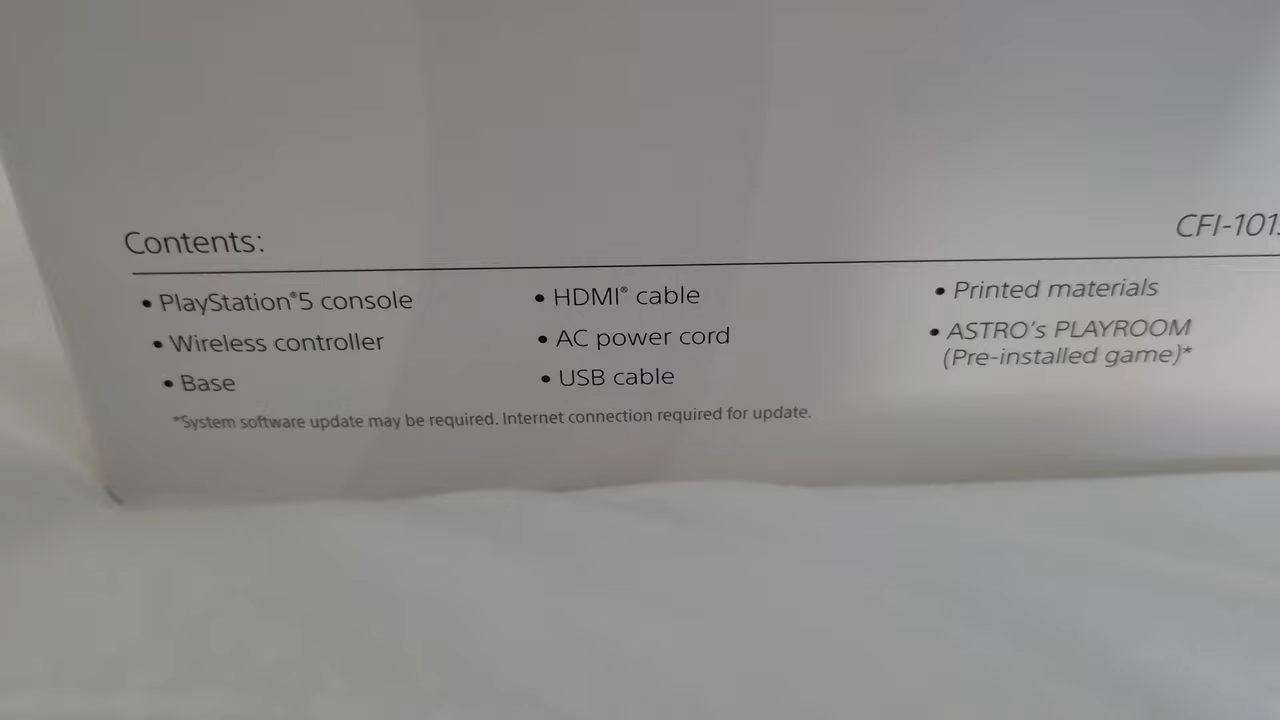 Contents:
CFI-101
• PlayStation®5 console
• Wireless controller
• Base
• HDMI® cable
• AC power cord
• USB cable
• Printed materials
• ASTRO's PLAYROOM
(Pre-installed game)*
*System software update may be required. Internet connection required for update.